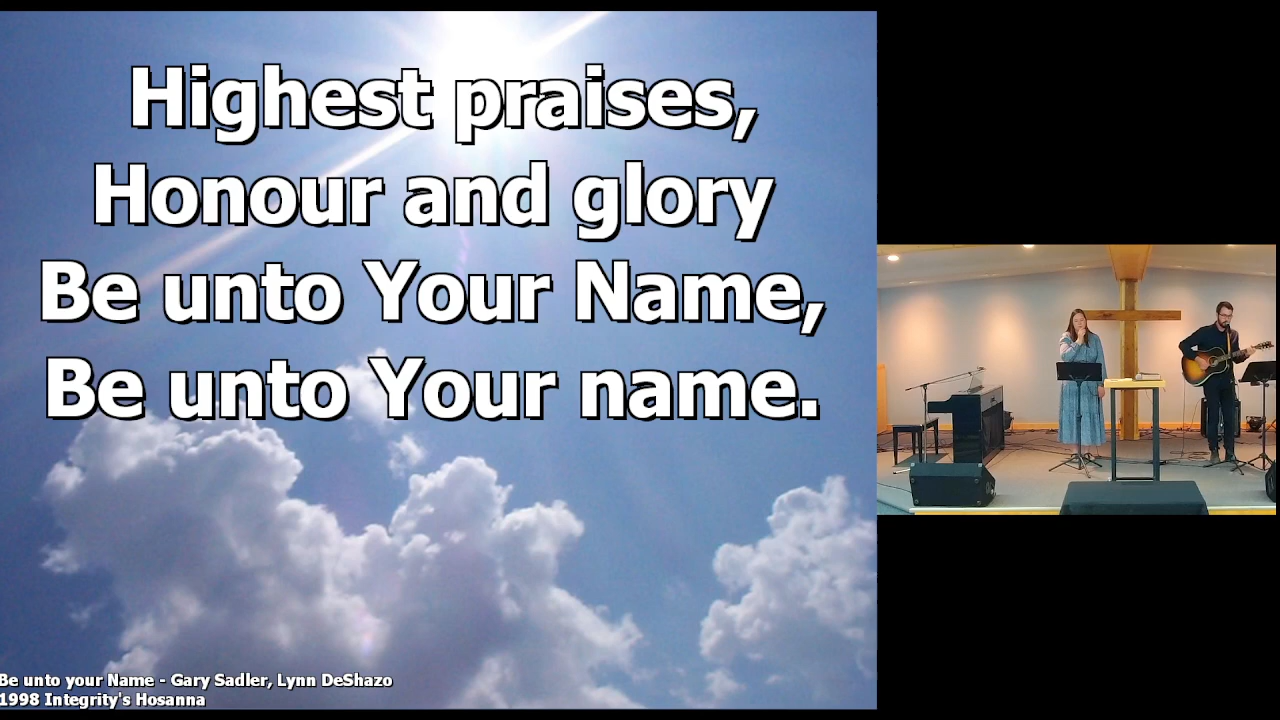 Highest praises,
Honour and glory
Be unto Your Name,
Be unto Your name.
Be unto your Name - Gary Sadler, Lynn DeShazo
1998 Integrity's Hosanna